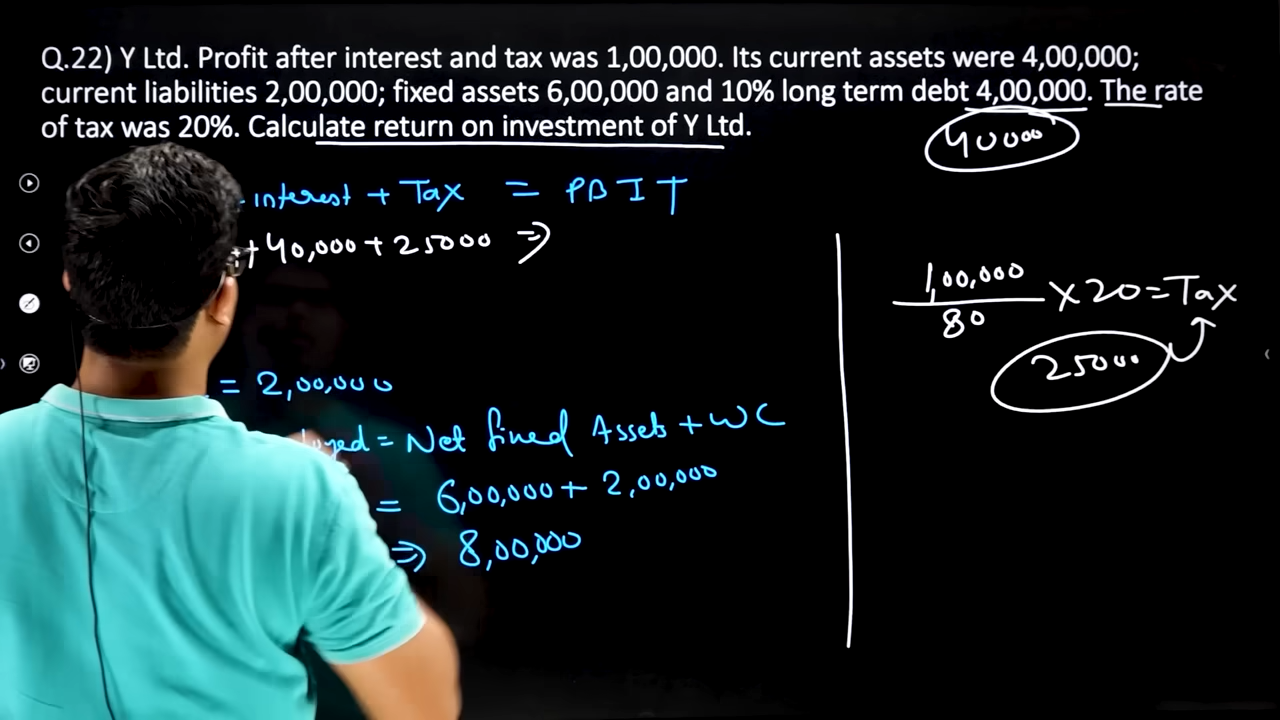 Q.22) Y Ltd. Profit after interest and tax was 1,00,000. Its current assets were 4,00,000;
current liabilities 2,00,000; fixed assets 6,00,000 and 10% long term debt 4,00,000. The rate
of tax was 20%. Calculate return on investment of Y Ltd.
40000
interest + Tax = PBIT
+ 40,000 + 25000 ⇒
= 2,00,000
= Net fixed Assets + WC
= 6,00,000 + 2,00,000
⇒ 8,00,000
1,00,000
80
× 20 = Tax
25000